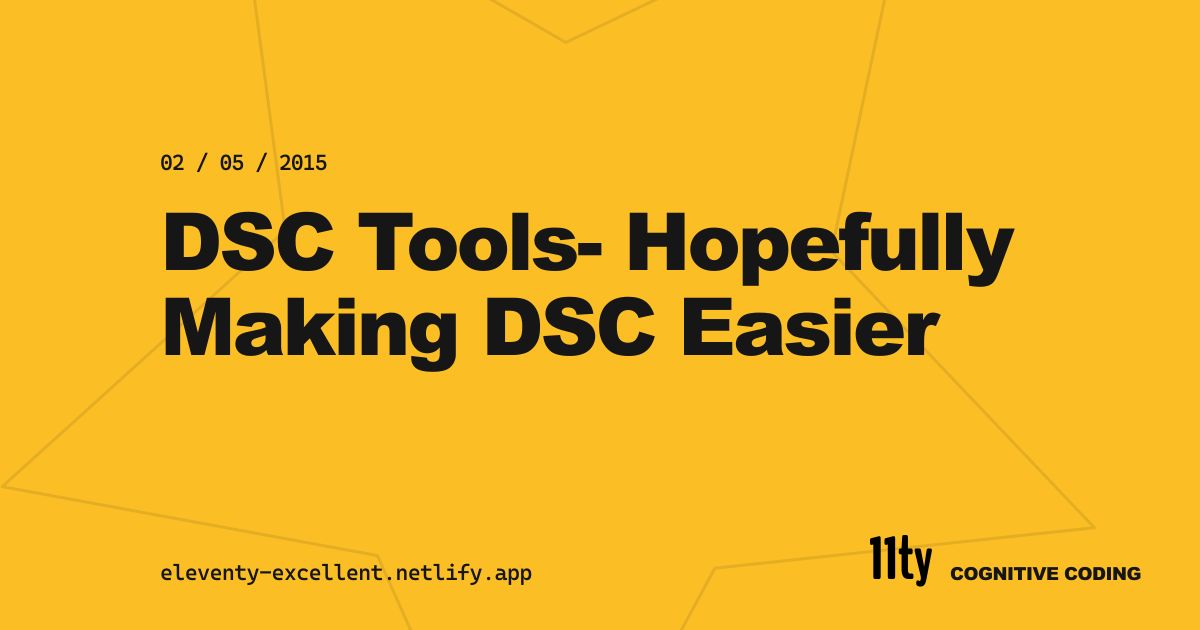 02 / 05 / 2015
DSC Tools- Hopefully
Making DSC Easier
eleventy-excellent.netlify.app
11ty COGNITIVE CODING